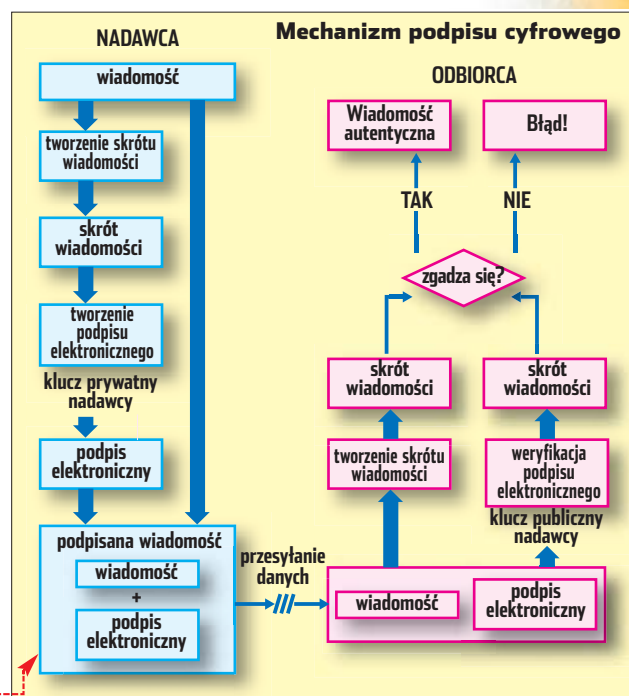 Mechanizm podpisu cyfrowego
NADAWCA
wiadomość
tworzenie skrótu
wiadomości
skrót
wiadomości
tworzenie
podpisu
elektronicznego
klucz prywatny
nadawcy
podpis
elektroniczny
podpisana wiadomość
wiadomość
+
podpis
elektroniczny
przesyłanie
danych
ODBIORCA
Wiadomość
autentyczna
Błąd!
TAK
NIE
zgadza się?
skrót
wiadomości
skrót
wiadomości
tworzenie skrótu
wiadomości
weryfikacja
podpisu
elektronicznego
klucz publiczny
nadawcy
wiadomość
podpis
elektroniczny